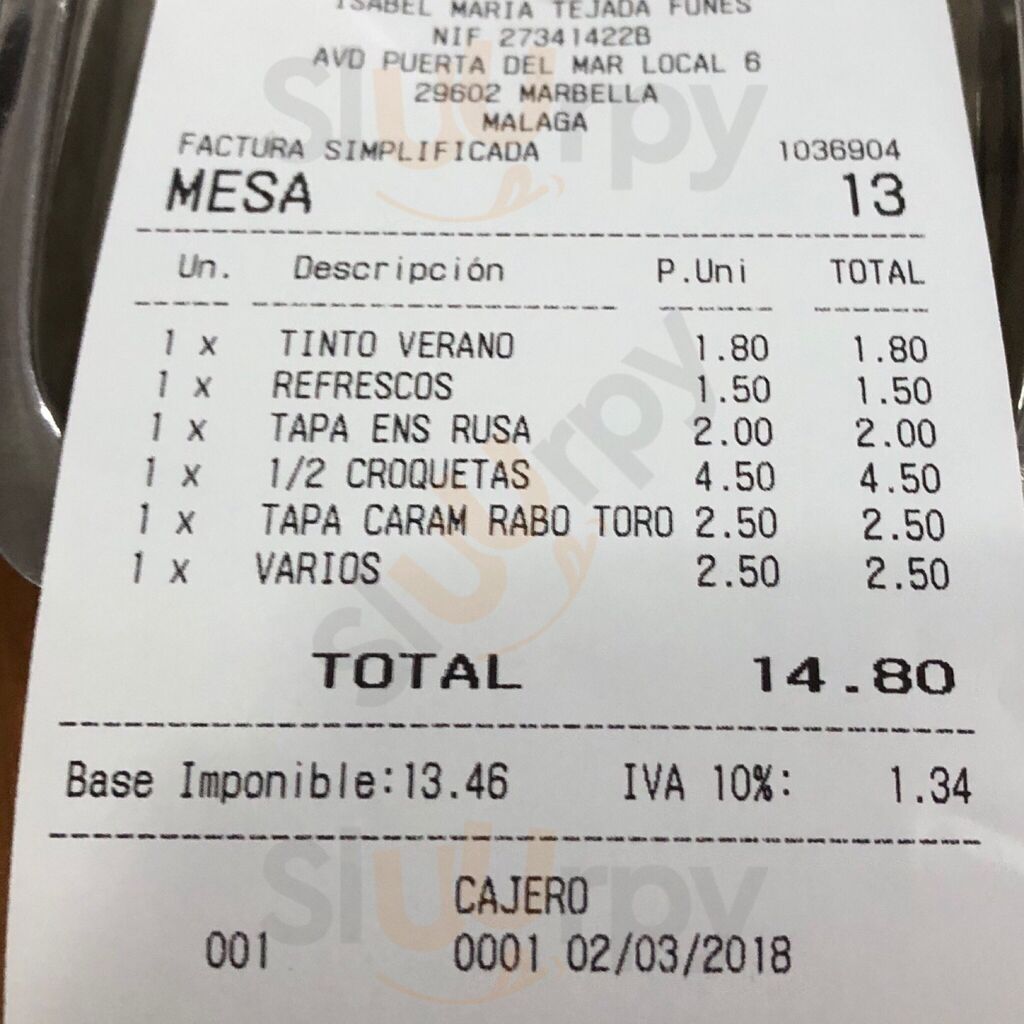 ISABEL MARIA TEJADA FUNES
NIF 27341422B
AVD PUERTA DEL MAR LOCAL 6
29602 MARBELLA
MALAGA
FACTURA SIMPLIFICADA 1036904
MESA 13
Un. Descripción P.Uni TOTAL
1 x TINTO VERANO 1.80 1.80
1 x REFRESCOS 1.50 1.50
1 x TAPA ENS RUSA 2.00 2.00
1 x 1/2 CROQUETAS 4.50 4.50
1 x TAPA CARAM RABO TORO 2.50 2.50
1 x VARIOS 2.50 2.50
TOTAL 14.80
Base Imponible:13.46 IVA 10%: 1.34
CAJERO
001 0001 02/03/2018
Sluurpy
Sluurpy
Sluurpy